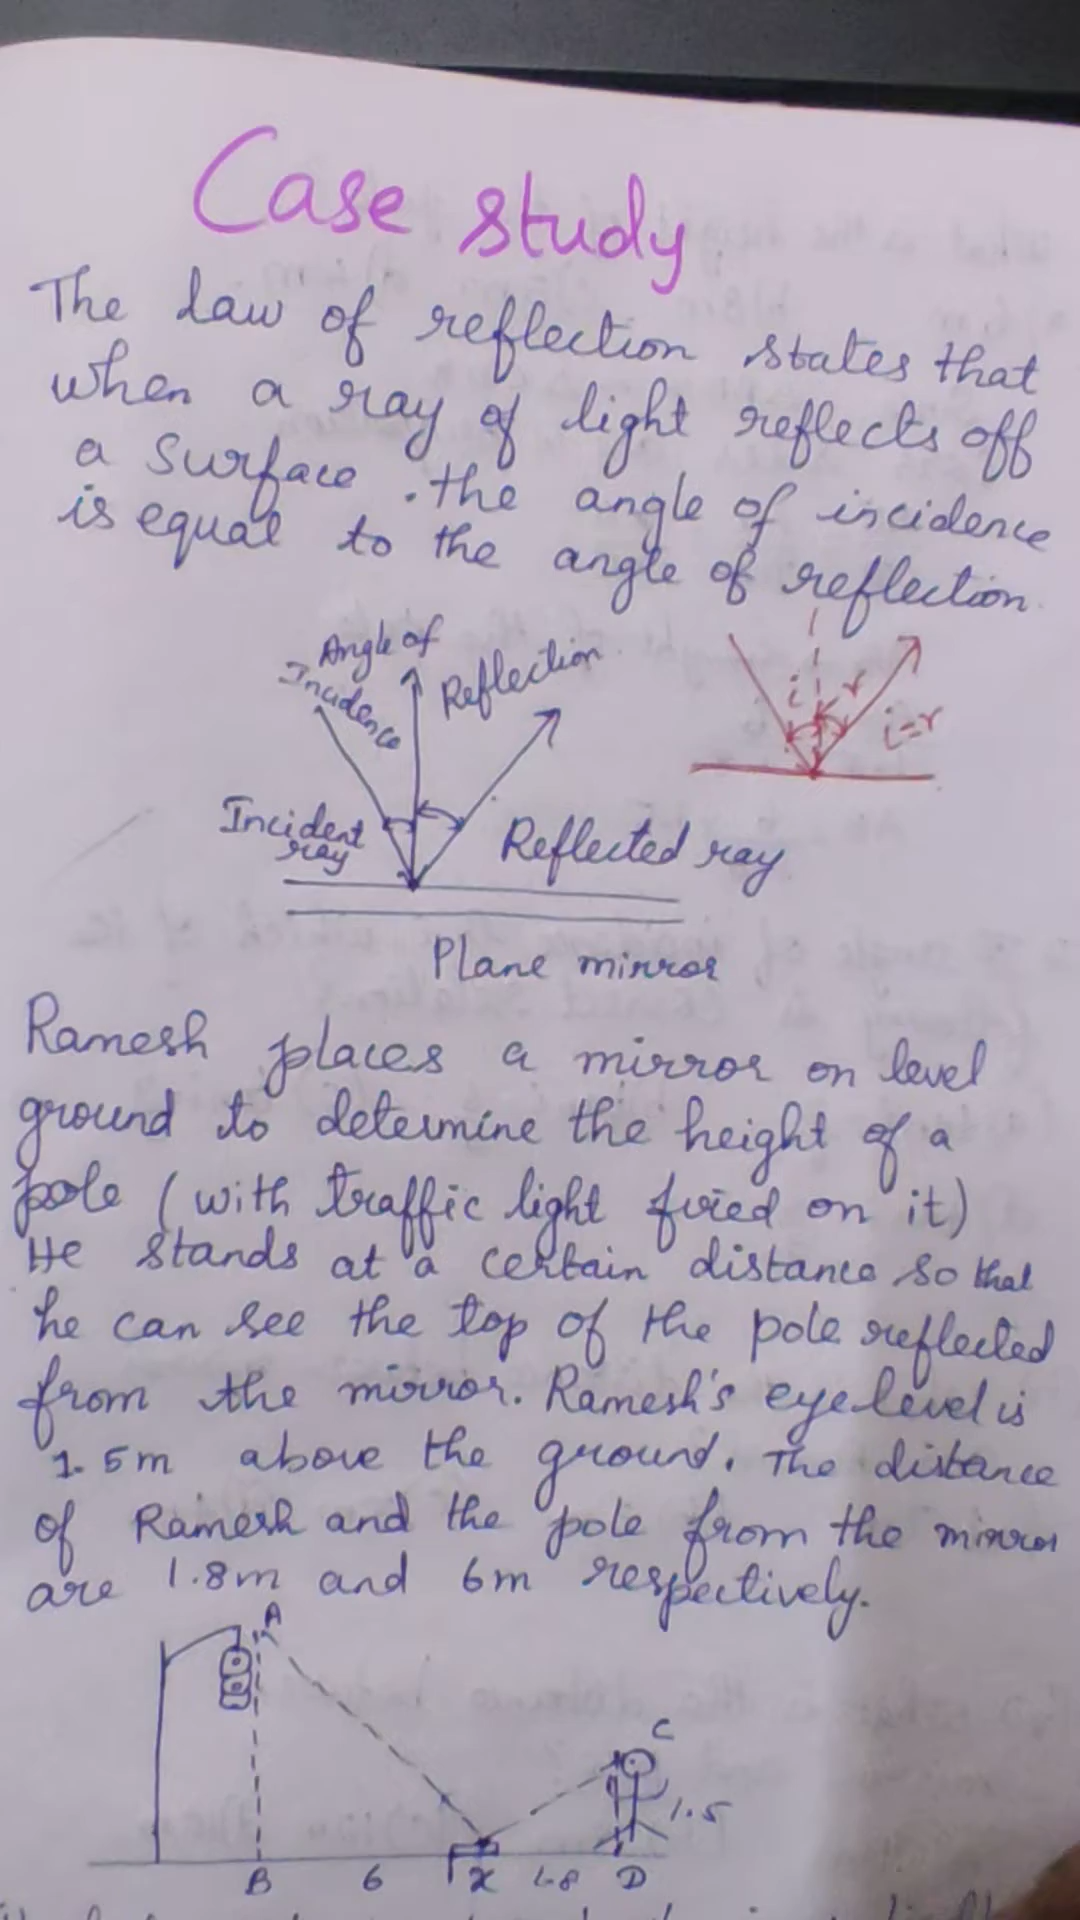 Case study
The law of reflection states that
when a ray of light reflects off
a surface . the angle of incidence
is equal to the angle of reflection.
Angle of
Incidence
Reflection
i r
i=r
Incident
ray
Reflected ray
Plane mirror
Ramesh places a mirror on level
ground to determine the height of a
pole (with traffic light fired on it)
He stands at a certain distance so that
he can see the top of the pole reflected
from the mirror. Ramesh's eye level is
1.5m above the ground. The distance
of Ramesh and the pole from the mirror
are 1.8m and 6m respectively.
A
C
1.5
B 6 X 1.8 D